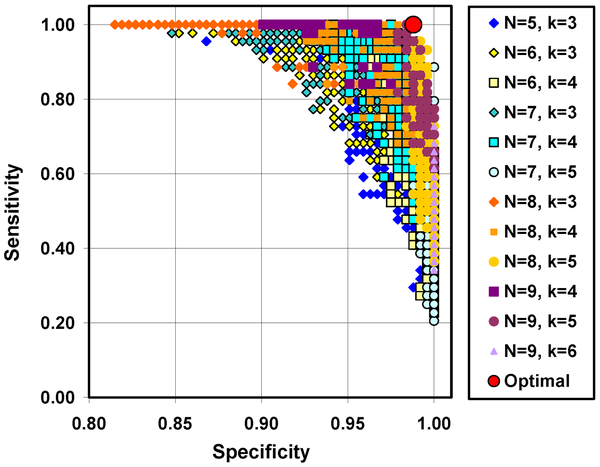 Sensitivity
1.00
0.80
0.60
0.40
0.20
0.00
0.80
0.85
0.90
0.95
1.00
Specificity
N=5, k=3
N=6, k=3
N=6, k=4
N=7, k=3
N=7, k=4
N=7, k=5
N=8, k=3
N=8, k=4
N=8, k=5
N=9, k=4
N=9, k=5
N=9, k=6
Optimal